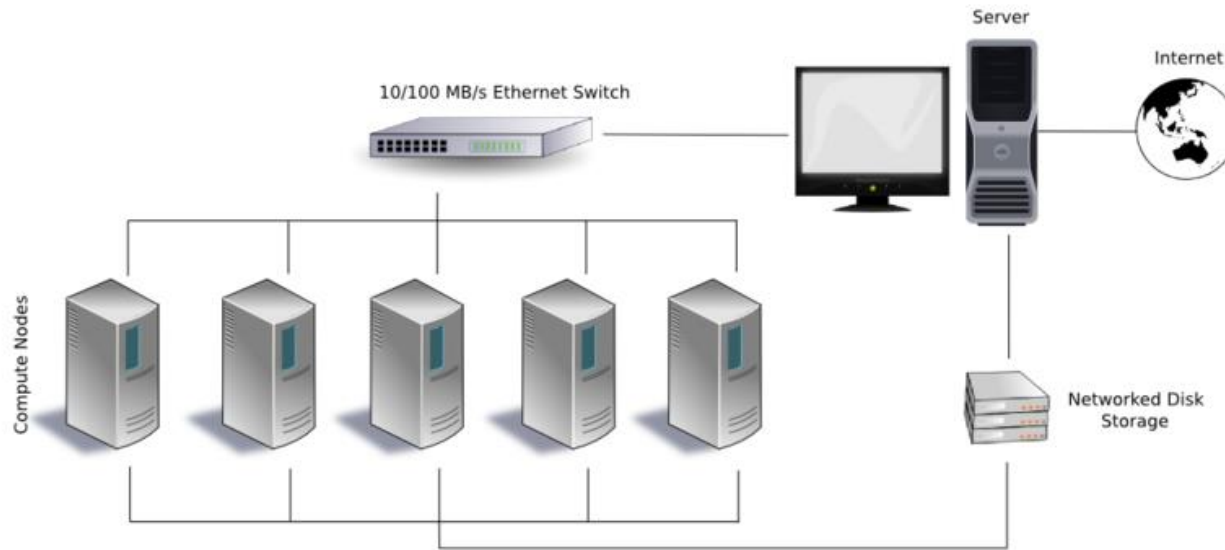 Server
Internet
10/100 MB/s Ethernet Switch
Compute Nodes
Networked Disk
Storage